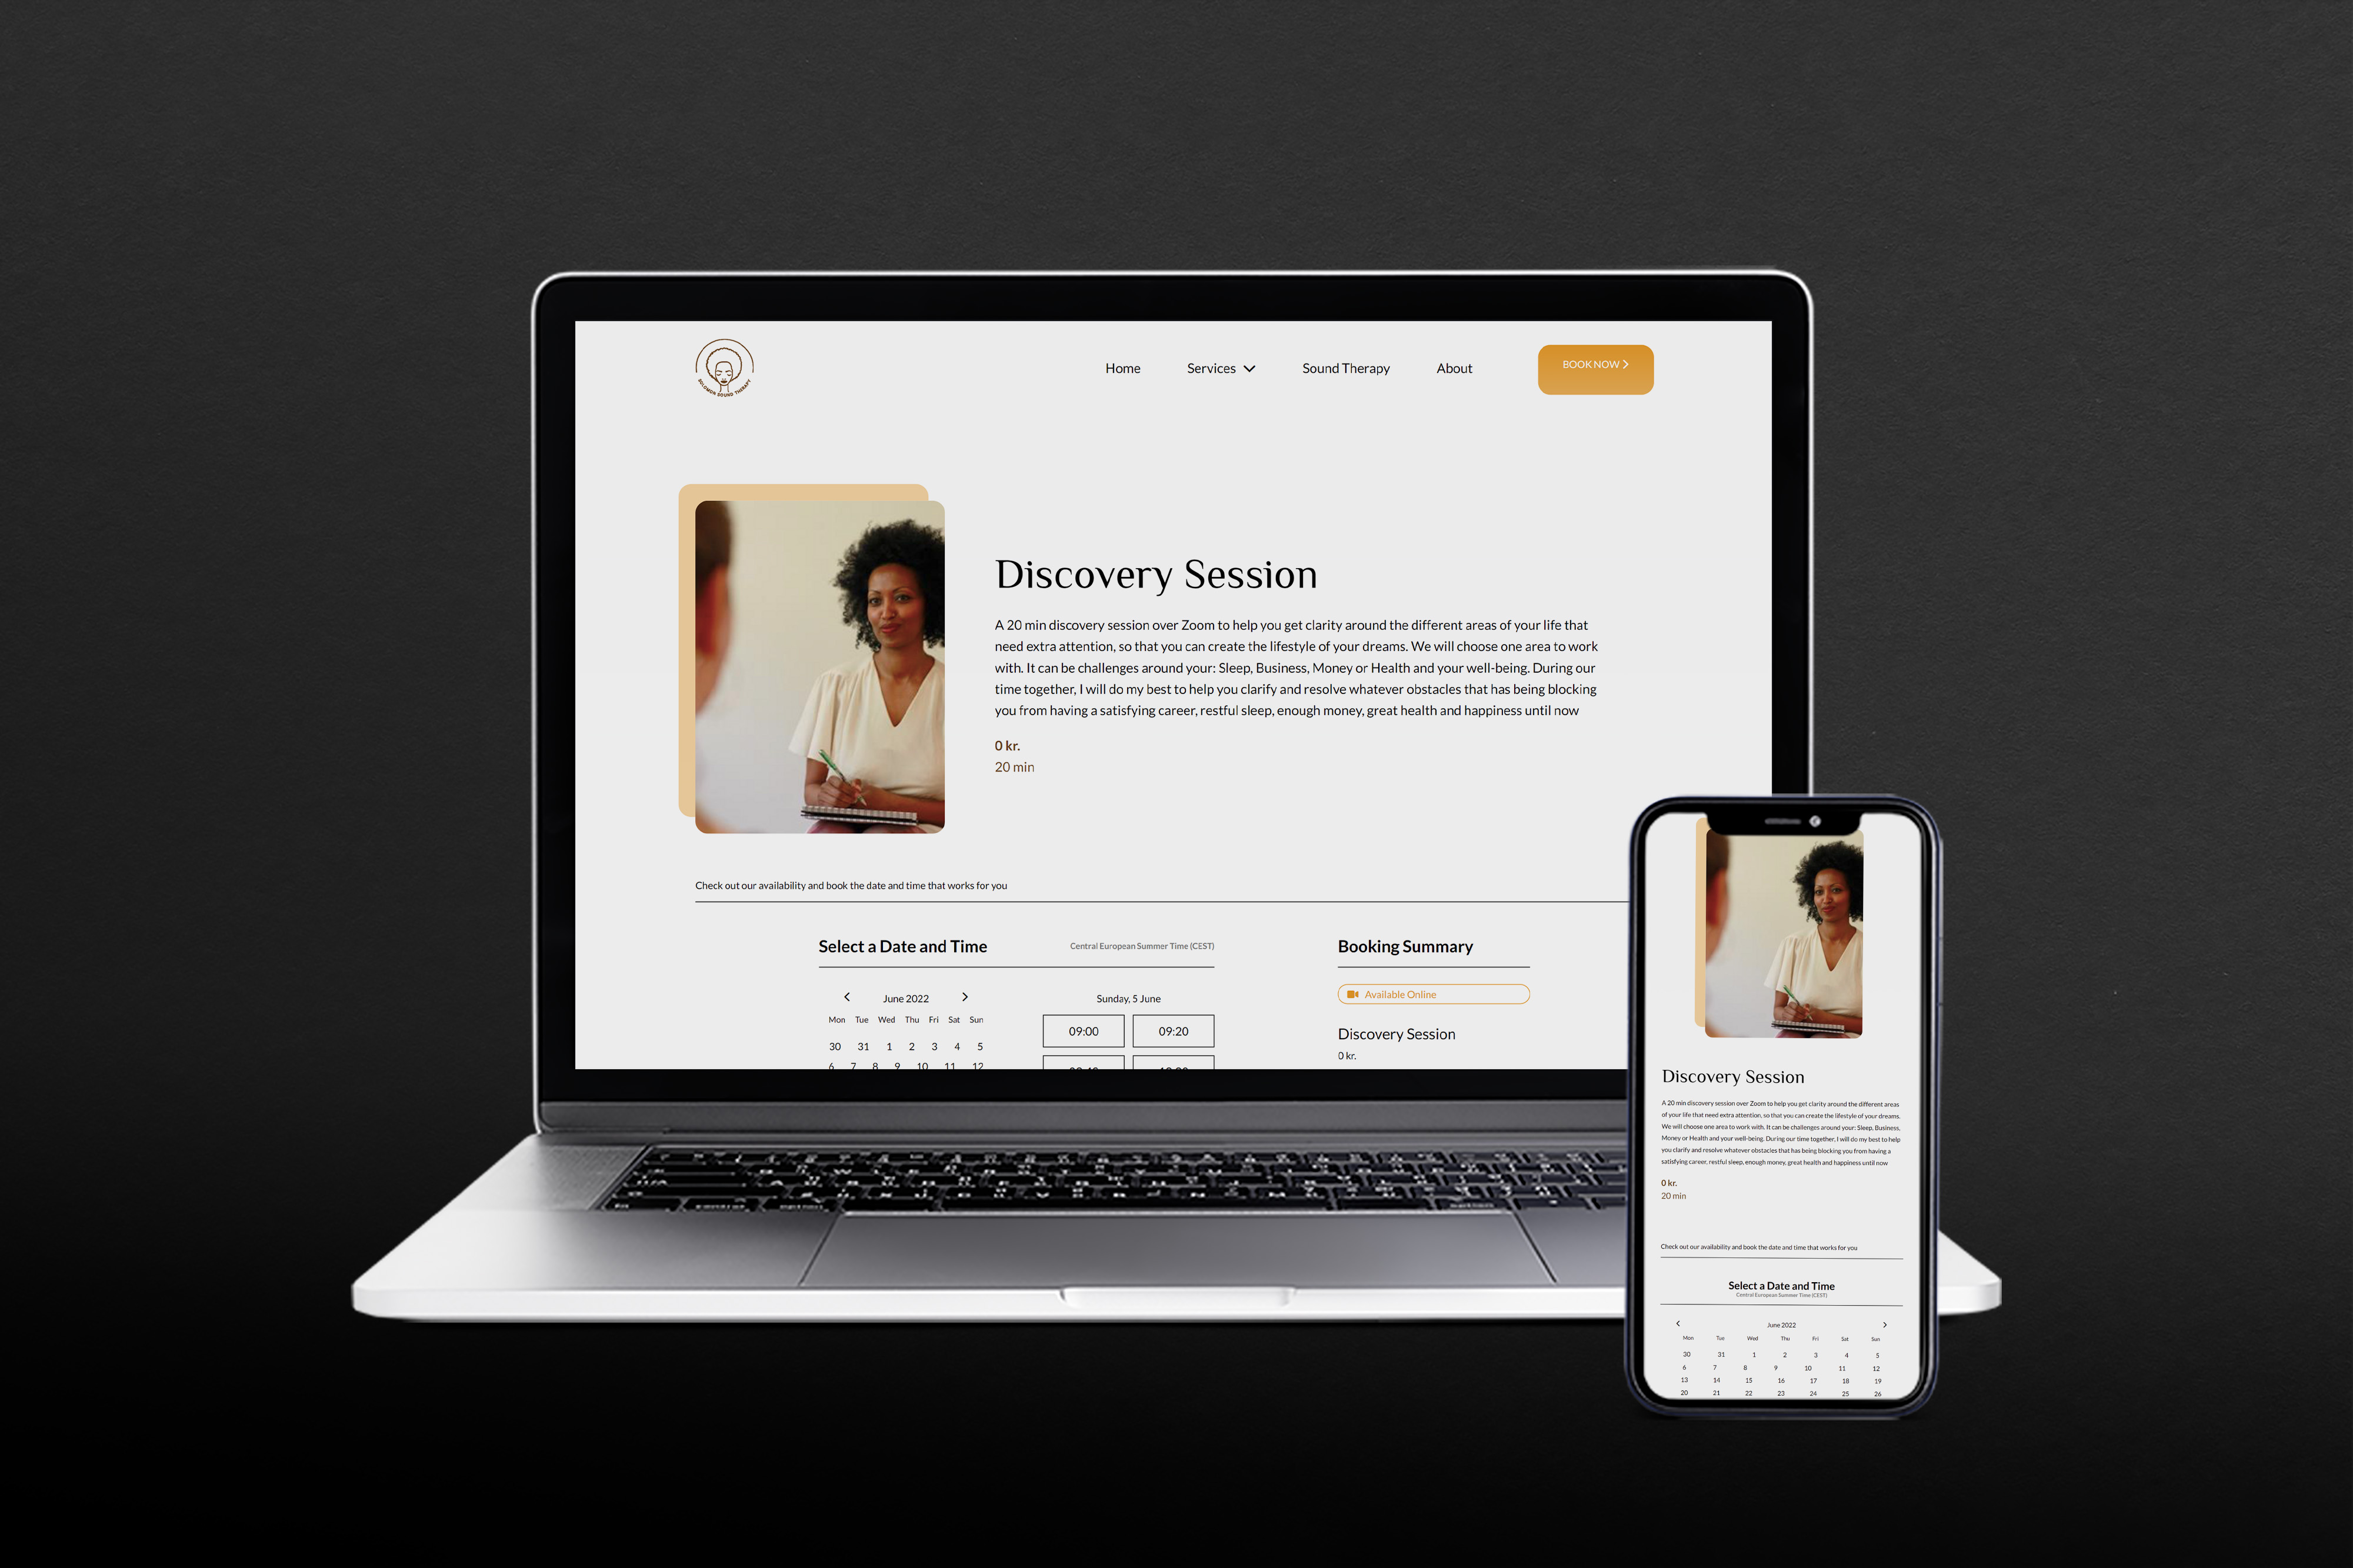 SOLOMON SOUND THERAPY
Home Services Sound Therapy About BOOK NOW
Discovery Session
A 20 min discovery session over Zoom to help you get clarity around the different areas of your life that
need extra attention, so that you can create the lifestyle of your dreams. We will choose one area to work
with. It can be challenges around your: Sleep, Business, Money or Health and your well-being. During our
time together, I will do my best to help you clarify and resolve whatever obstacles that has being blocking
you from having a satisfying career, restful sleep, enough money, great health and happiness until now
0 kr.
20 min
Check out our availability and book the date and time that works for you
Select a Date and Time Central European Summer Time (CEST)
June 2022
Mon Tue Wed Thu Fri Sat Sun
30 31 1 2 3 4 5
6 7 8 9 10 11 12
Sunday, 5 June
09:00 09:20
Booking Summary
Available Online
Discovery Session
0 kr.
Discovery Session
A 20 min discovery session over Zoom to help you get clarity around the different areas
of your life that need extra attention, so that you can create the lifestyle of your dreams.
We will choose one area to work with. It can be challenges around your: Sleep, Business,
Money or Health and your well-being. During our time together, I will do my best to help
you clarify and resolve whatever obstacles that has being blocking you from having a
satisfying career, restful sleep, enough money, great health and happiness until now
0 kr.
20 min
Check out our availability and book the date and time that works for you
Select a Date and Time
Central European Summer Time (CEST)
June 2022
Mon Tue Wed Thu Fri Sat Sun
30 31 1 2 3 4 5
6 7 8 9 10 11 12
13 14 15 16 17 18 19
20 21 22 23 24 25 26